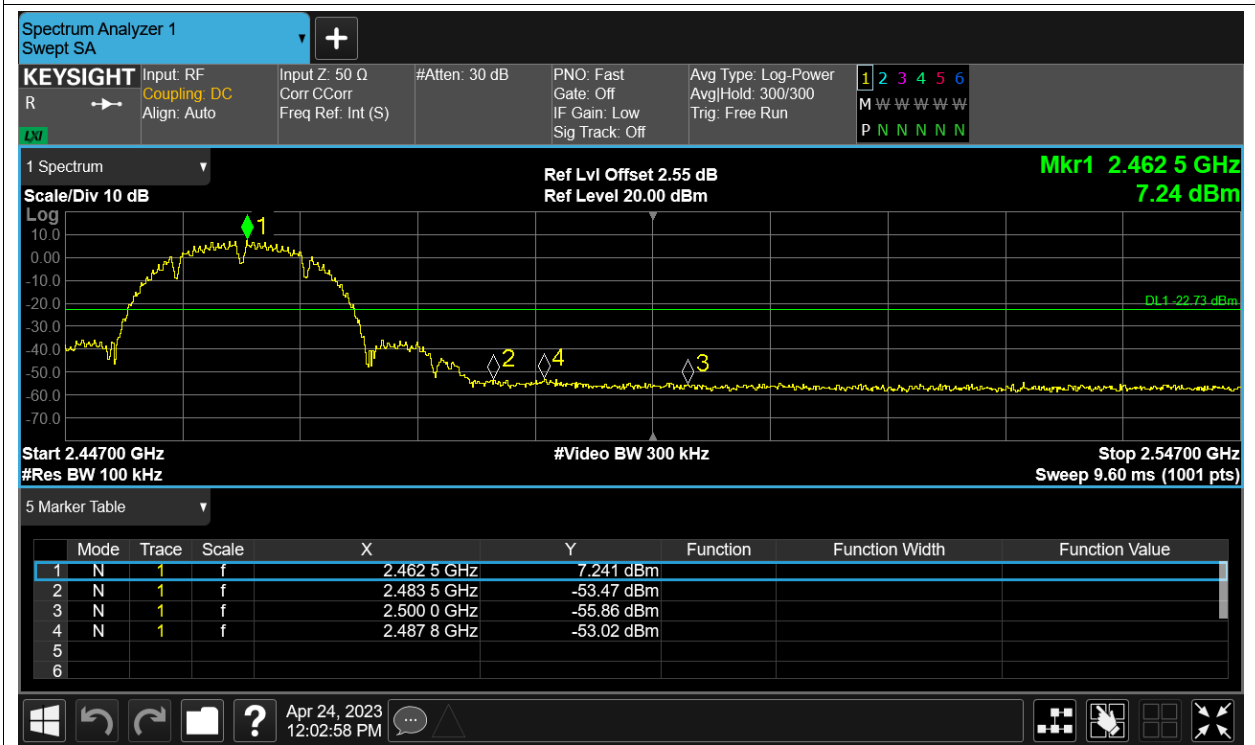 Spectrum Analyzer 1
Swept SA
KEYSIGHT Input: RF Input Z: 50 Ω #Atten: 30 dB PNO: Fast Avg Type: Log-Power 1 2 3 4 5 6
R Coupling: DC Corr CCorr Gate: Off Avg|Hold: 300/300 M W W W W W
Align: Auto Freq Ref: Int (S) IF Gain: Low Trig: Free Run
LXI Sig Track: Off P N N N N N
1 Spectrum Ref Lvl Offset 2.55 dB Mkr1 2.462 5 GHz
Scale/Div 10 dB Ref Level 20.00 dBm 7.24 dBm
Log
1
10.0
0.00
-10.0
-20.0
DL1 -22.73 dBm
-30.0
-40.0
2 4 3
-50.0
-60.0
-70.0
Start 2.44700 GHz #Video BW 300 kHz Stop 2.54700 GHz
#Res BW 100 kHz Sweep 9.60 ms (1001 pts)
5 Marker Table
Mode Trace Scale X Y Function Function Width Function Value
1 N 1 f 2.462 5 GHz 7.241 dBm
2 N 1 f 2.483 5 GHz -53.47 dBm
3 N 1 f 2.500 0 GHz -55.86 dBm
4 N 1 f 2.487 8 GHz -53.02 dBm
5
6
? Apr 24, 2023
12:02:58 PM